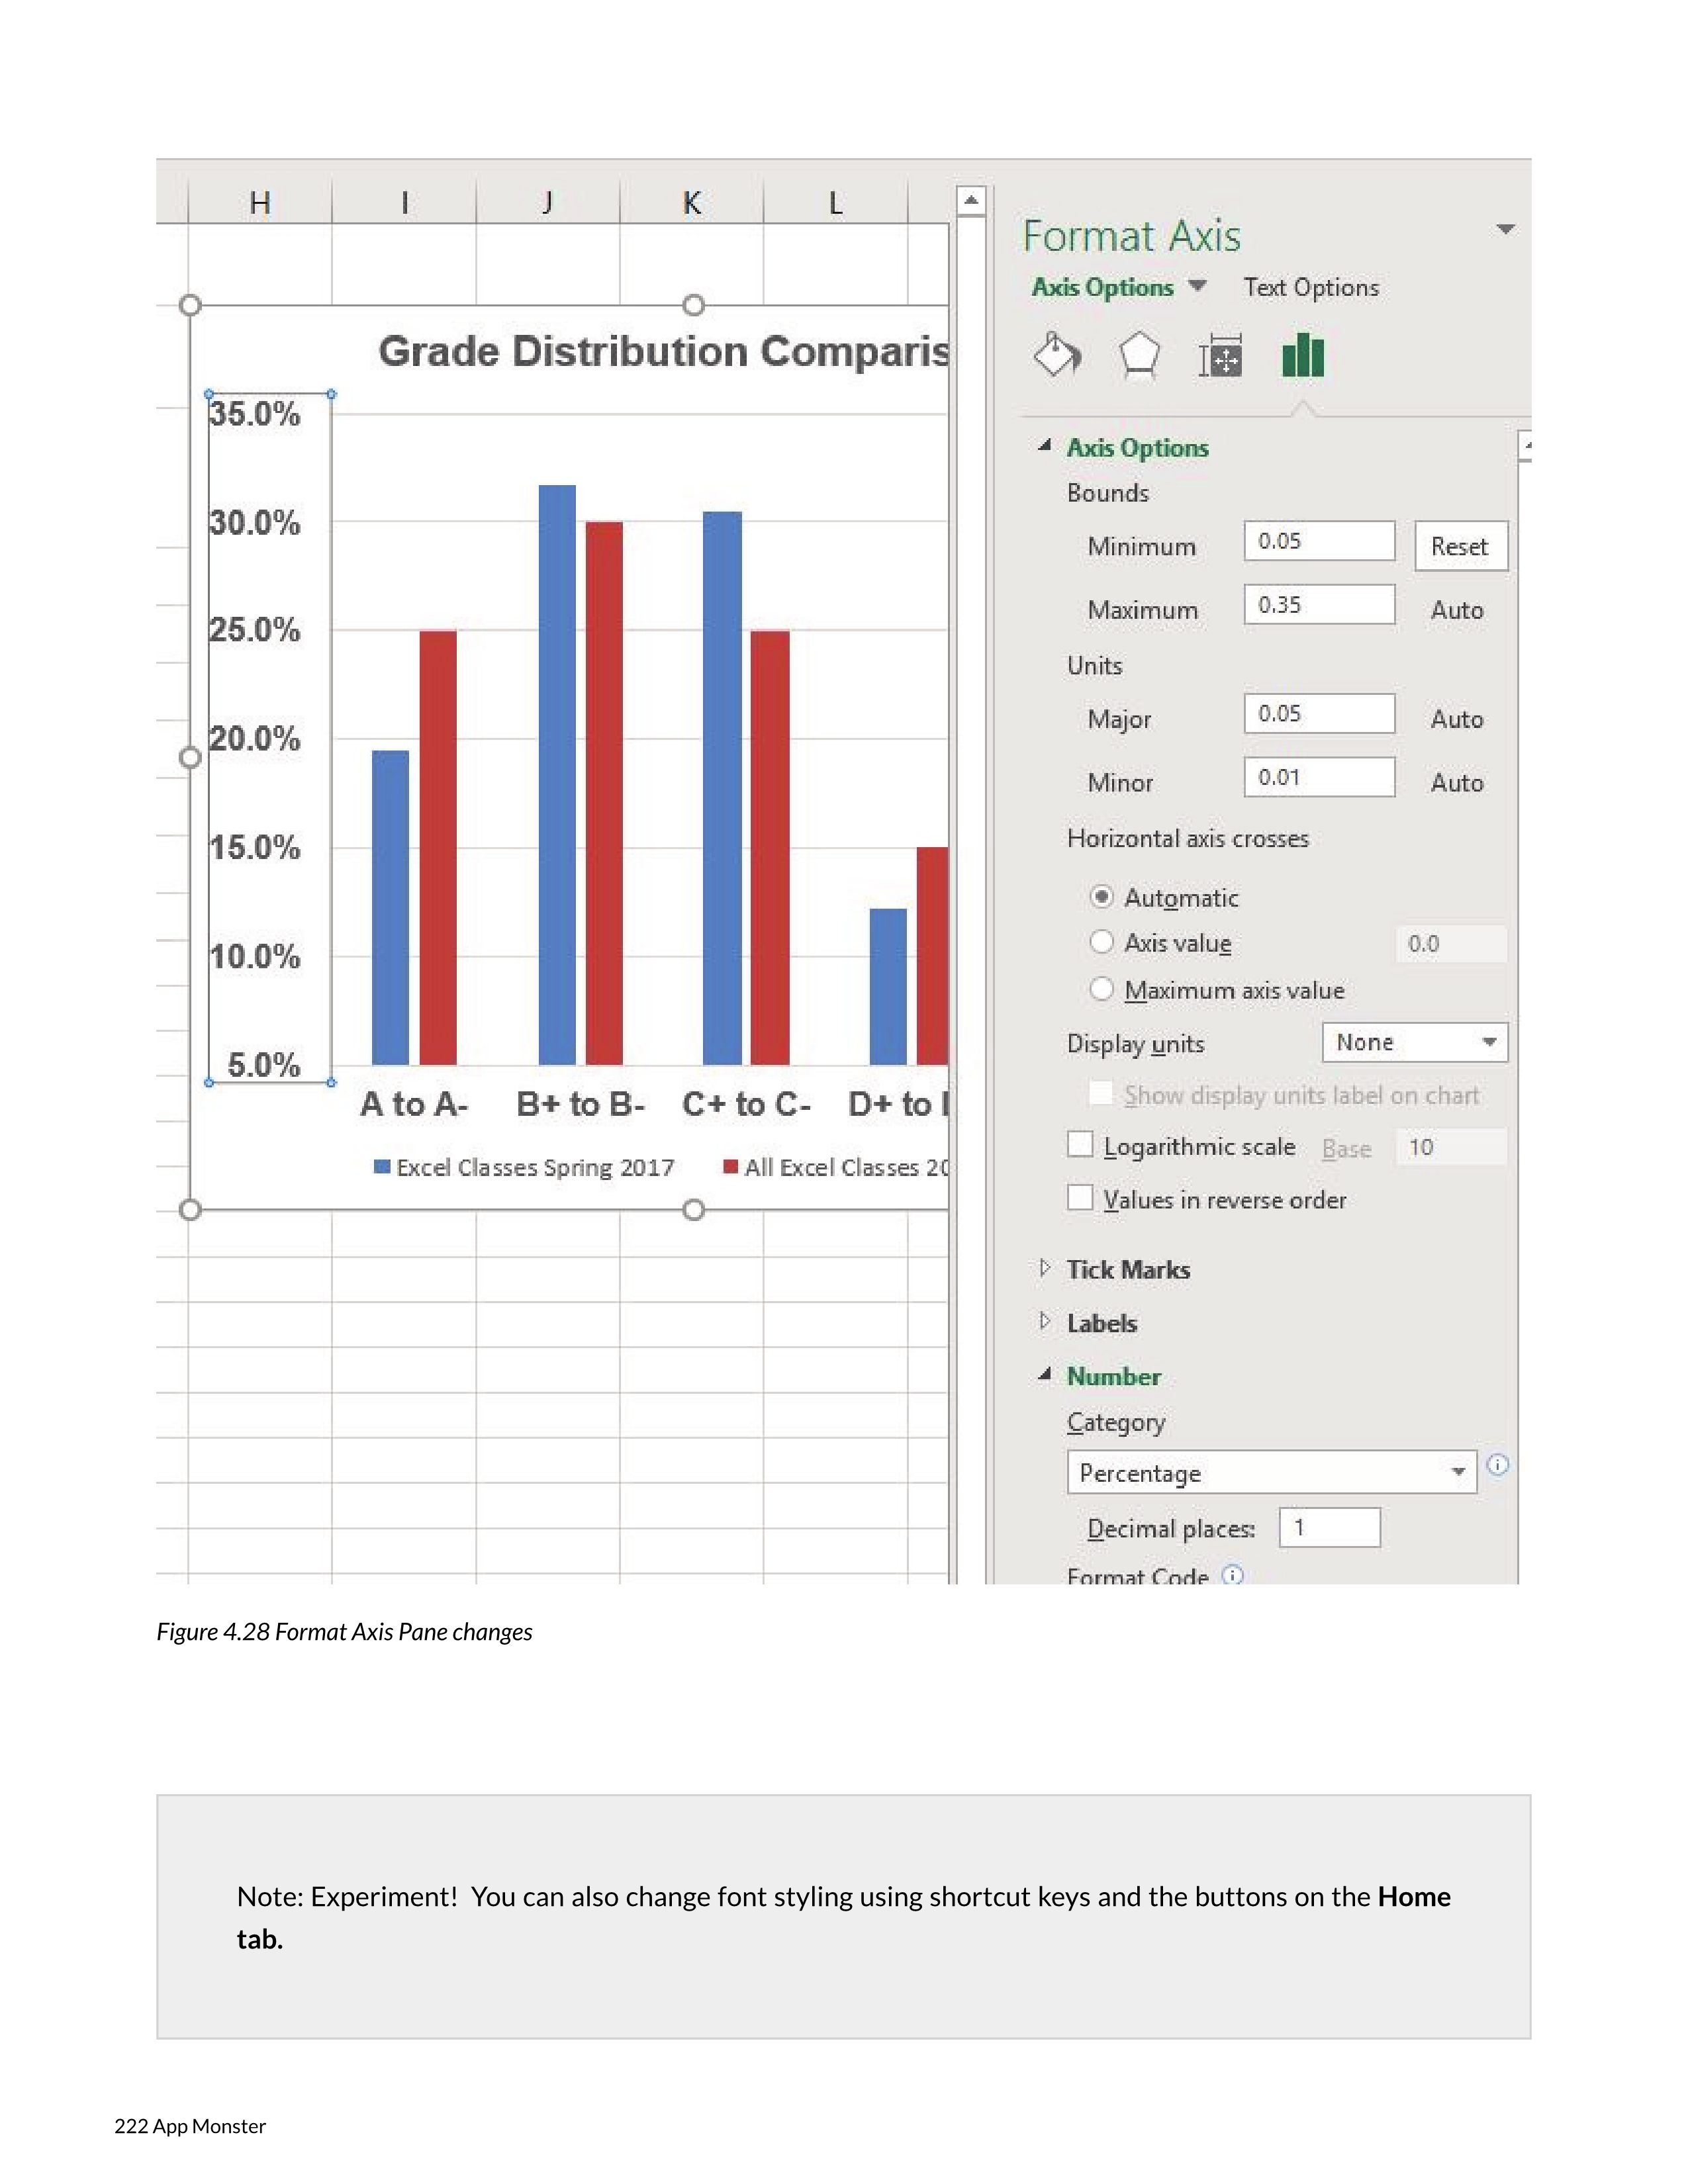 H I J K L
Grade Distribution Comparis
35.0%
30.0%
25.0%
20.0%
15.0%
10.0%
5.0%
A to A- B+ to B- C+ to C- D+ to
Excel Classes Spring 2017 All Excel Classes 20
Format Axis
Axis Options Text Options
Axis Options
Bounds
Minimum 0.05 Reset
Maximum 0.35 Auto
Units
Major 0.05 Auto
Minor 0.01 Auto
Horizontal axis crosses
Automatic
Axis value 0.0
Maximum axis value
Display units None
Show display units label on chart
Logarithmic scale Base 10
Values in reverse order
Tick Marks
Labels
Number
Category
Percentage
Decimal places: 1
Format Code
Figure 4.28 Format Axis Pane changes
Note: Experiment! You can also change font styling using shortcut keys and the buttons on the Home
tab.
222 App Monster